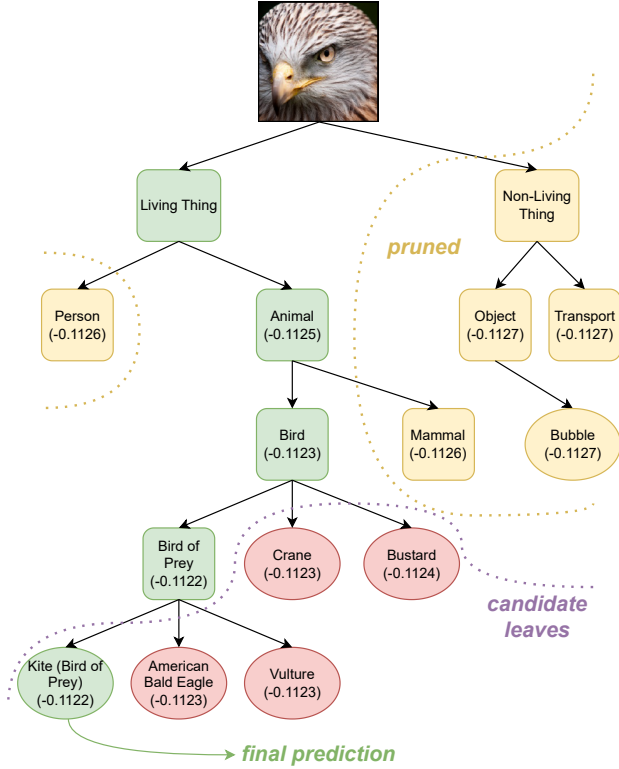 Living Thing
Non-Living
Thing
pruned
Person
(-0.1126)
Animal
(-0.1125)
Object
(-0.1127)
Transport
(-0.1127)
Bird
(-0.1123)
Mammal
(-0.1126)
Bubble
(-0.1127)
Bird of
Prey
(-0.1122)
Crane
(-0.1123)
Bustard
(-0.1124)
candidate
leaves
Kite (Bird of
Prey)
(-0.1122)
American
Bald Eagle
(-0.1123)
Vulture
(-0.1123)
final prediction